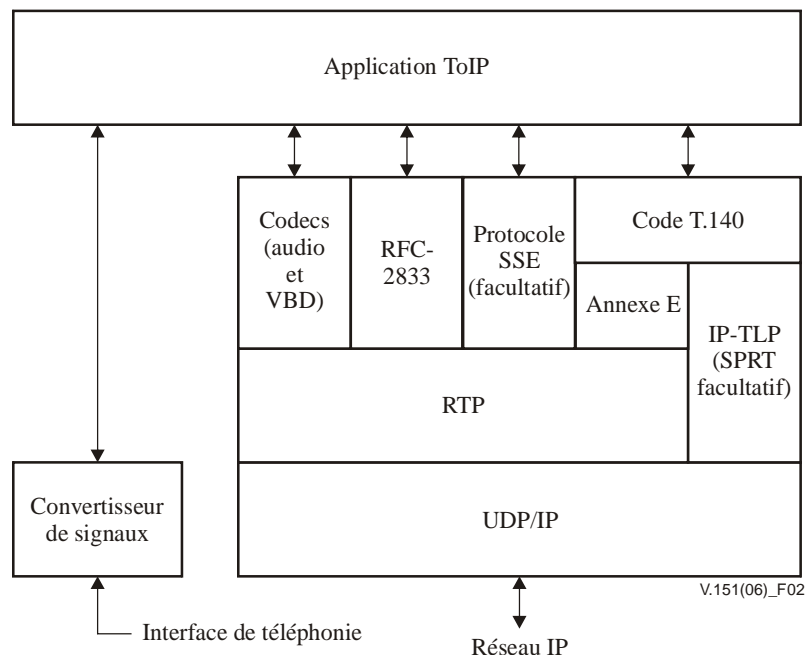 Application ToIP
Codecs
(audio
et
VBD)
RFC-
2833
Protocole
SSE
(facultatif)
Code T.140
Annexe E
IP-TLP
(SPRT
facultatif)
RTP
Convertisseur
de signaux
UDP/IP
V.151(06)_F02
Interface de téléphonie
Réseau IP